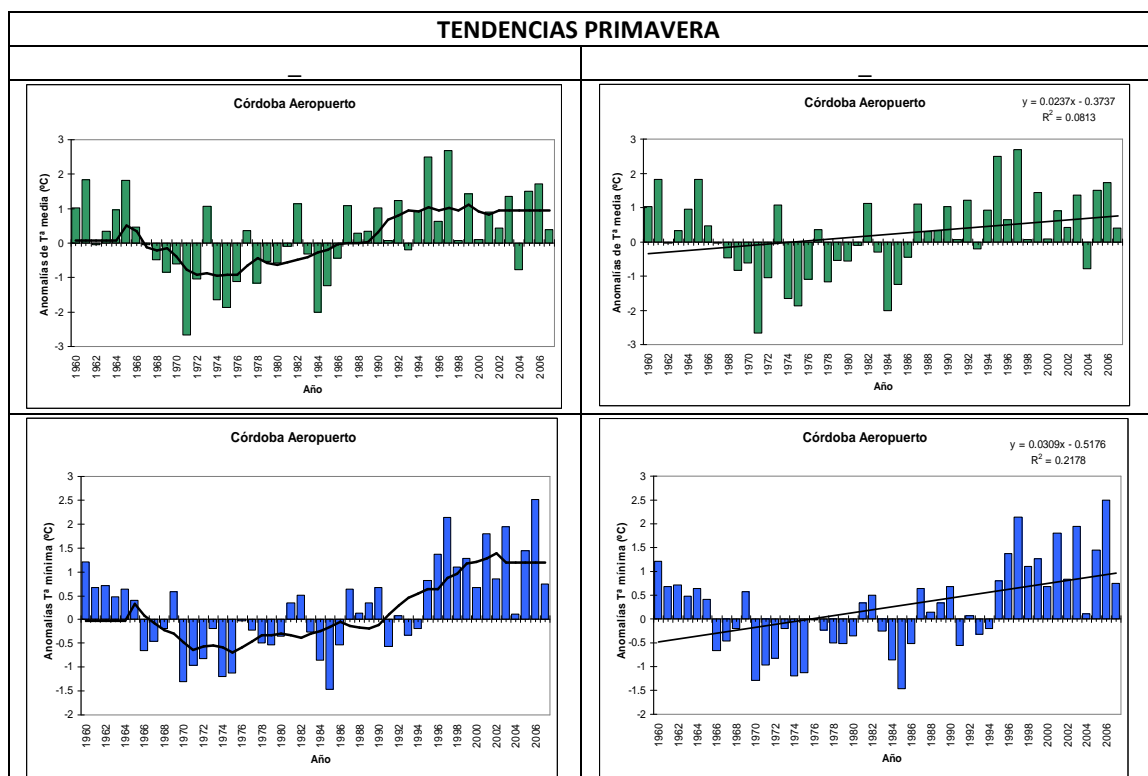 TENDENCIAS PRIMAVERA
_
_
Córdoba Aeropuerto
Anomalías de Tª media (ºC)
3
2
1
0
-1
-2
-3
1960 1962 1964 1966 1968 1970 1972 1974 1976 1978 1980 1982 1984 1986 1988 1990 1992 1994 1996 1998 2000 2002 2004 2006
Año
Córdoba Aeropuerto
y = 0.0237x - 0.3737
R² = 0.0813
Anomalías de Tª media (ºC)
3
2
1
0
-1
-2
-3
1960 1962 1964 1966 1968 1970 1972 1974 1976 1978 1980 1982 1984 1986 1988 1990 1992 1994 1996 1998 2000 2002 2004 2006
Año
Córdoba Aeropuerto
Anomalías Tª mínima (ºC)
3
2.5
2
1.5
1
0.5
0
-0.5
-1
-1.5
-2
1960 1962 1964 1966 1968 1970 1972 1974 1976 1978 1980 1982 1984 1986 1988 1990 1992 1994 1996 1998 2000 2002 2004 2006
Año
Córdoba Aeropuerto
y = 0.0309x - 0.5176
R² = 0.2178
Anomalías Tª mínima (ºC)
3
2.5
2
1.5
1
0.5
0
-0.5
-1
-1.5
-2
1960 1962 1964 1966 1968 1970 1972 1974 1976 1978 1980 1982 1984 1986 1988 1990 1992 1994 1996 1998 2000 2002 2004 2006
Año